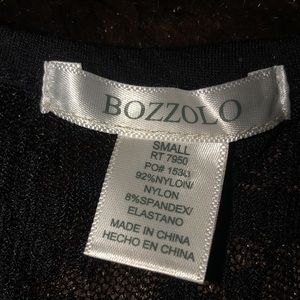 BOZZOLO
SMALL
RT 7950
PO#
92%NYLON/
NYLON
8%SPANDEX/
ELASTANO
MADE IN CHINA
HECHO EN CHINA